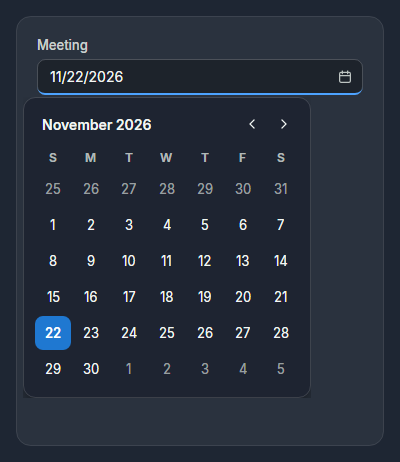 Meeting
11/22/2026
November 2026
S M T W T F S
25 26 27 28 29 30 31
1 2 3 4 5 6 7
8 9 10 11 12 13 14
15 16 17 18 19 20 21
22 23 24 25 26 27 28
29 30 1 2 3 4 5